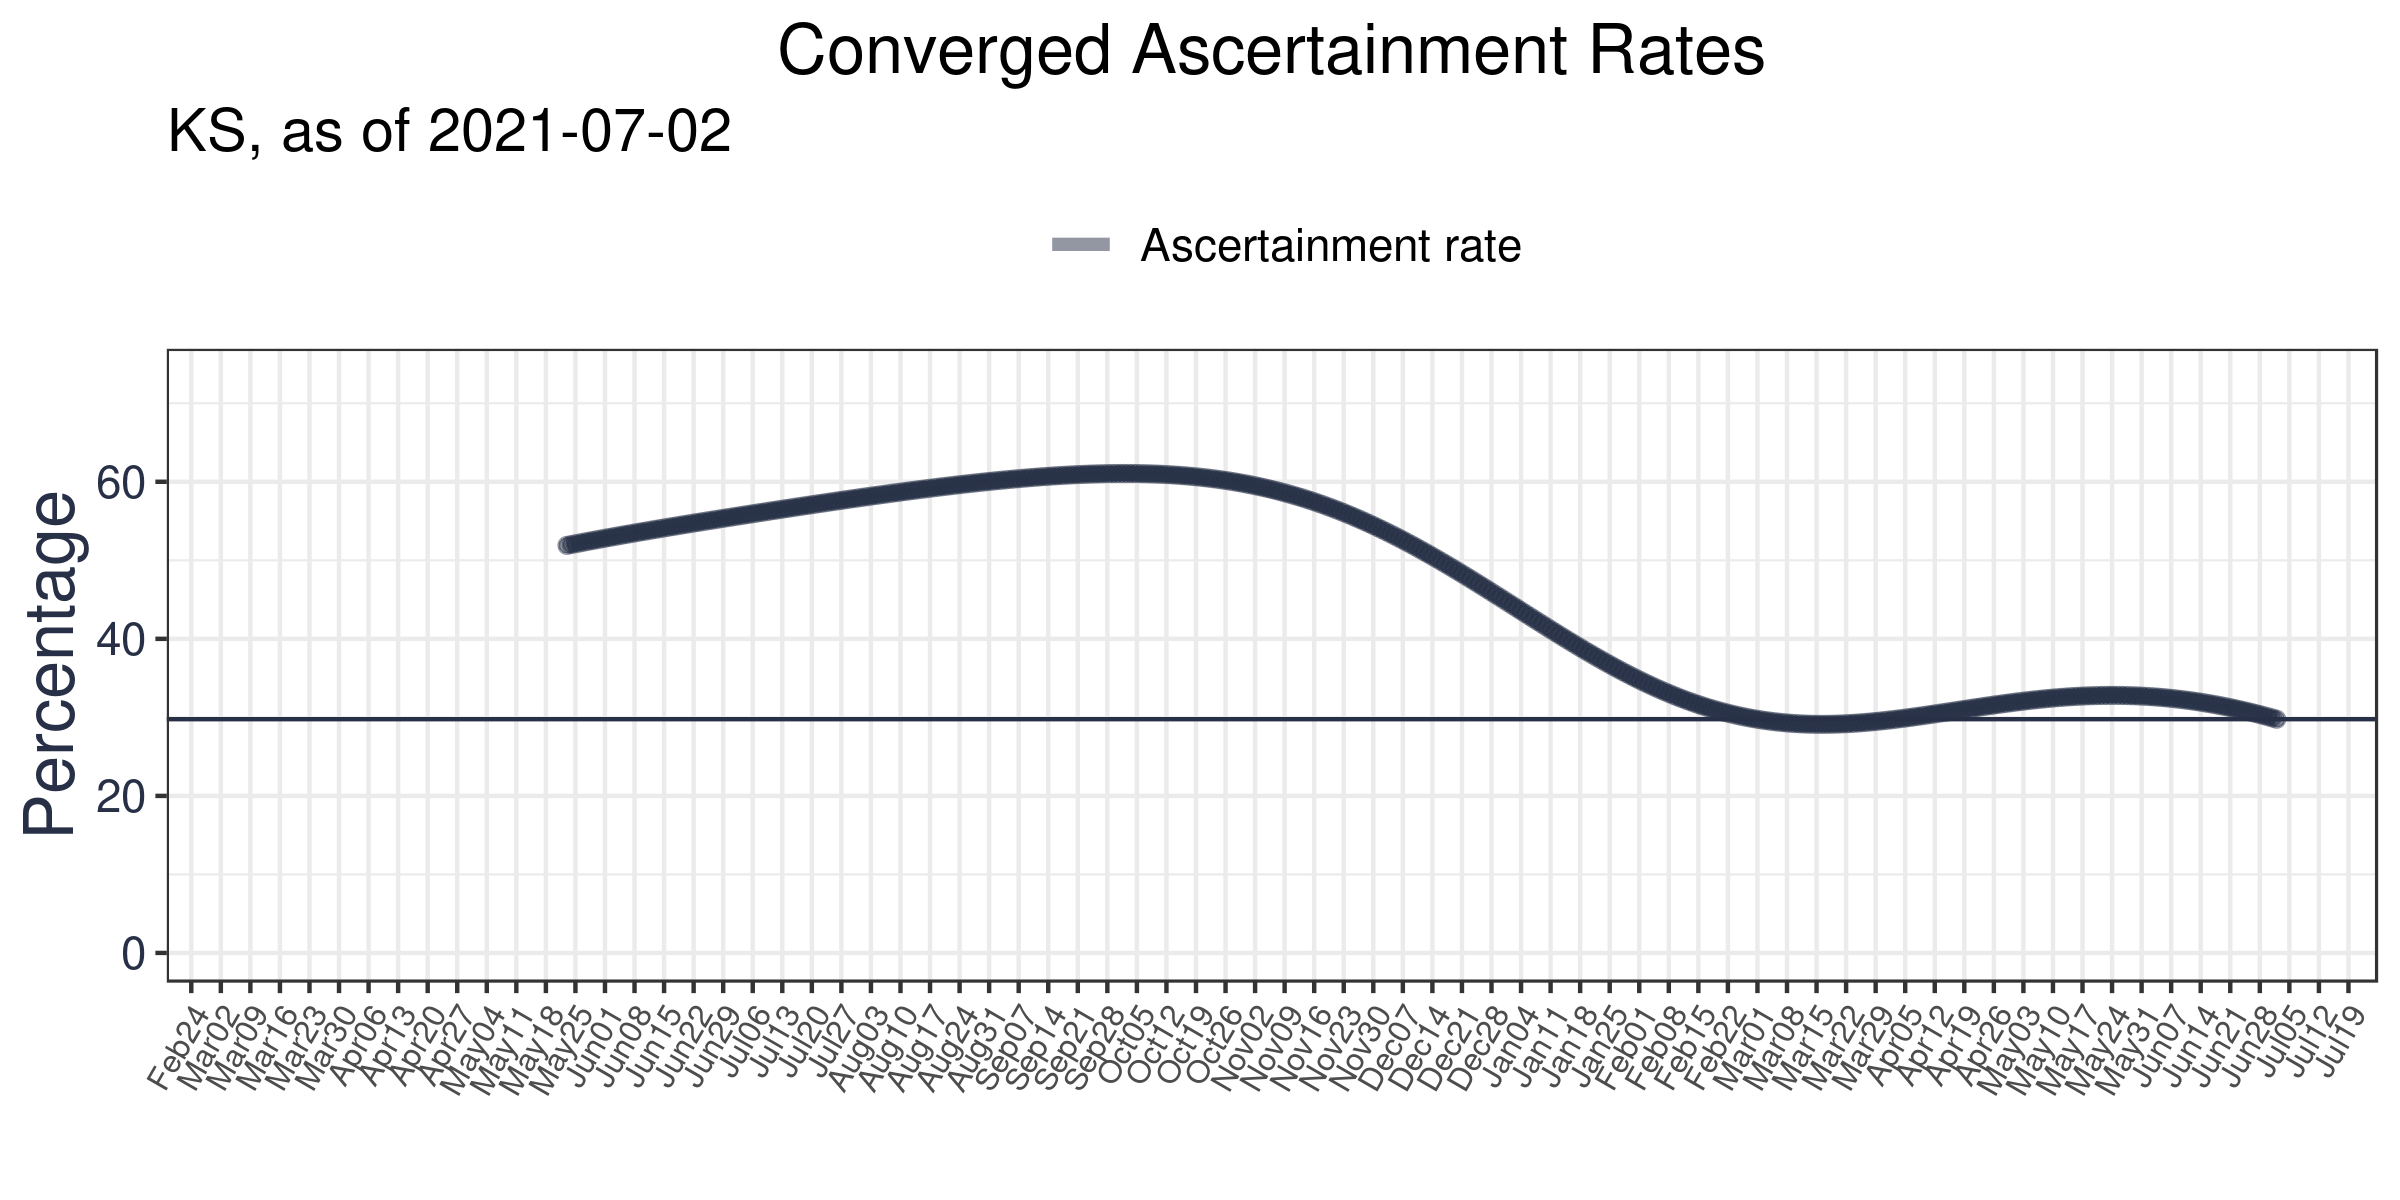 Converged Ascertainment Rates
KS, as of 2021-07-02
Ascertainment rate
Percentage
60
40
20
0
Feb24
Mar02
Mar09
Mar16
Mar23
Mar30
Apr06
Apr13
Apr20
Apr27
May04
May11
May18
May25
Jun01
Jun08
Jun15
Jun22
Jun29
Jul06
Jul13
Jul20
Jul27
Aug03
Aug10
Aug17
Aug24
Aug31
Sep07
Sep14
Sep21
Sep28
Oct05
Oct12
Oct19
Oct26
Nov02
Nov09
Nov16
Nov23
Nov30
Dec07
Dec14
Dec21
Dec28
Jan04
Jan11
Jan18
Jan25
Feb01
Feb08
Feb15
Feb22
Mar01
Mar08
Mar15
Mar22
Mar29
Apr05
Apr12
Apr19
Apr26
May03
May10
May17
May24
May31
Jun07
Jun14
Jun21
Jun28
Jul05
Jul12
Jul19